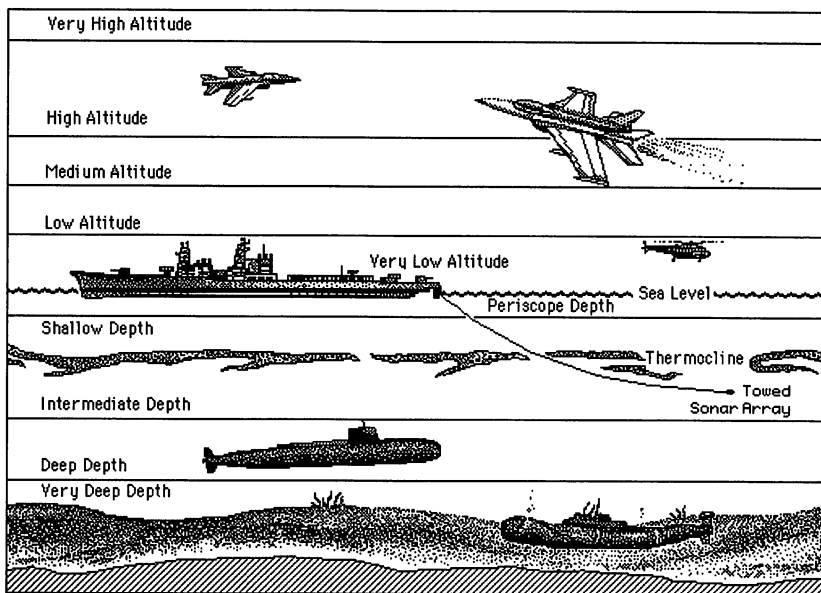 Very High Altitude
High Altitude
Medium Altitude
Low Altitude
Very Low Altitude
Sea Level
Periscope Depth
Shallow Depth
Thermocline
Towed
Sonar Array
Intermediate Depth
Deep Depth
Very Deep Depth